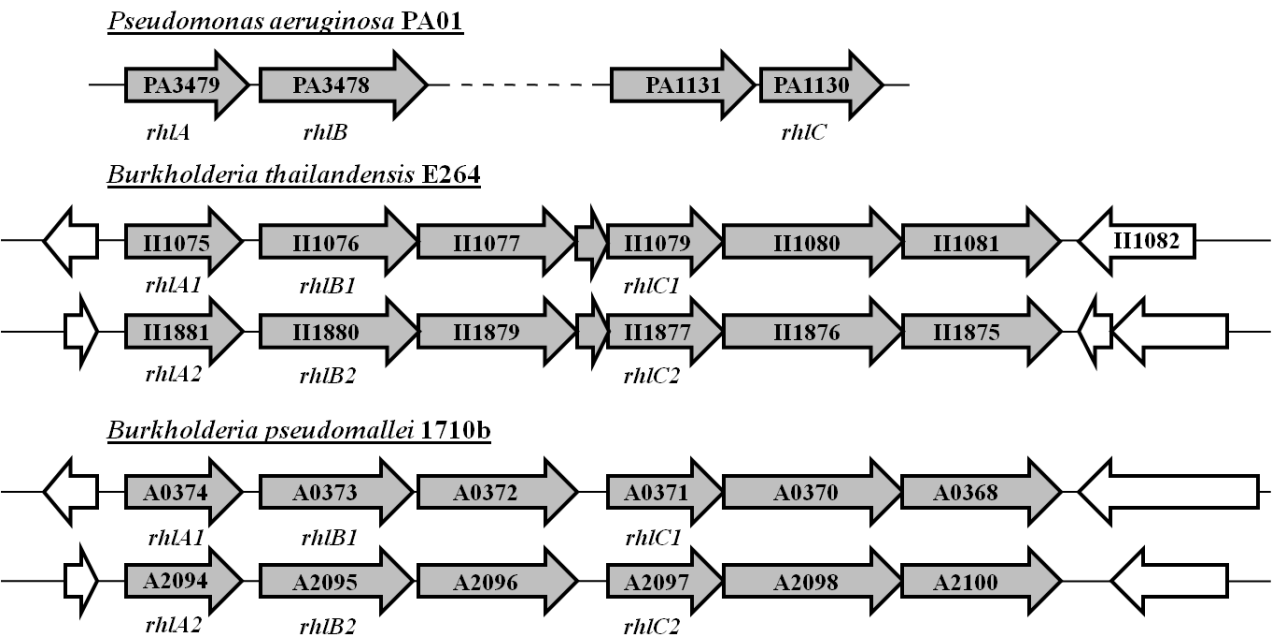 Pseudomonas aeruginosa PA01
PA3479 PA3478 PA1131 PA1130
rhlA rhlB rhlC
Burkholderia thailandensis E264
II1075 II1076 II1077 II1079 II1080 II1081 II1082
rhlA1 rhlB1 rhlC1
II1881 II1880 II1879 II1877 II1876 II1875
rhlA2 rhlB2 rhlC2
Burkholderia pseudomallei 1710b
A0374 A0373 A0372 A0371 A0370 A0368
rhlA1 rhlB1 rhlC1
A2094 A2095 A2096 A2097 A2098 A2100
rhlA2 rhlB2 rhlC2